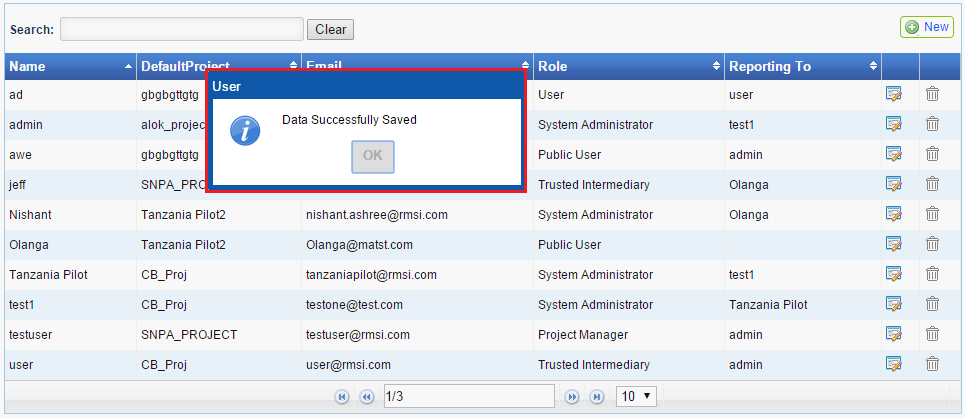 Search: Clear New
Name DefaultProject Email Role Reporting To
ad gbgbgttgtg User user
admin alok_projec System Administrator test1
awe gbgbgttgtg Public User admin
jeff SNPA_PRO Trusted Intermediary Olanga
User
Data Successfully Saved
OK
Nishant Tanzania Pilot2 nishant.ashree@rmsi.com System Administrator Olanga
Olanga Tanzania Pilot2 Olanga@matst.com Public User
Tanzania Pilot CB_Proj tanzaniapilot@rmsi.com System Administrator test1
test1 CB_Proj testone@test.com System Administrator Tanzania Pilot
testuser SNPA_PROJECT testuser@rmsi.com Project Manager admin
user CB_Proj user@rmsi.com Trusted Intermediary admin
1/3 10